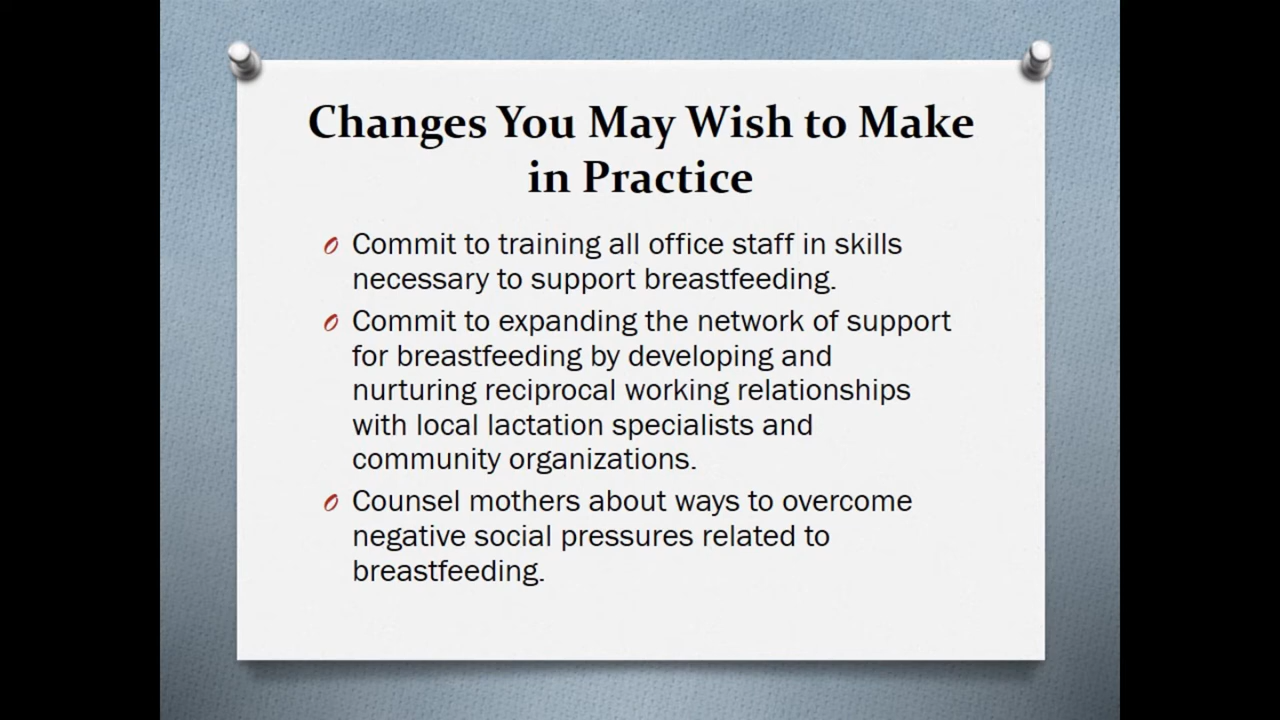 Changes You May Wish to Make
in Practice
Commit to training all office staff in skills
necessary to support breastfeeding.
Commit to expanding the network of support
for breastfeeding by developing and
nurturing reciprocal working relationships
with local lactation specialists and
community organizations.
Counsel mothers about ways to overcome
negative social pressures related to
breastfeeding.